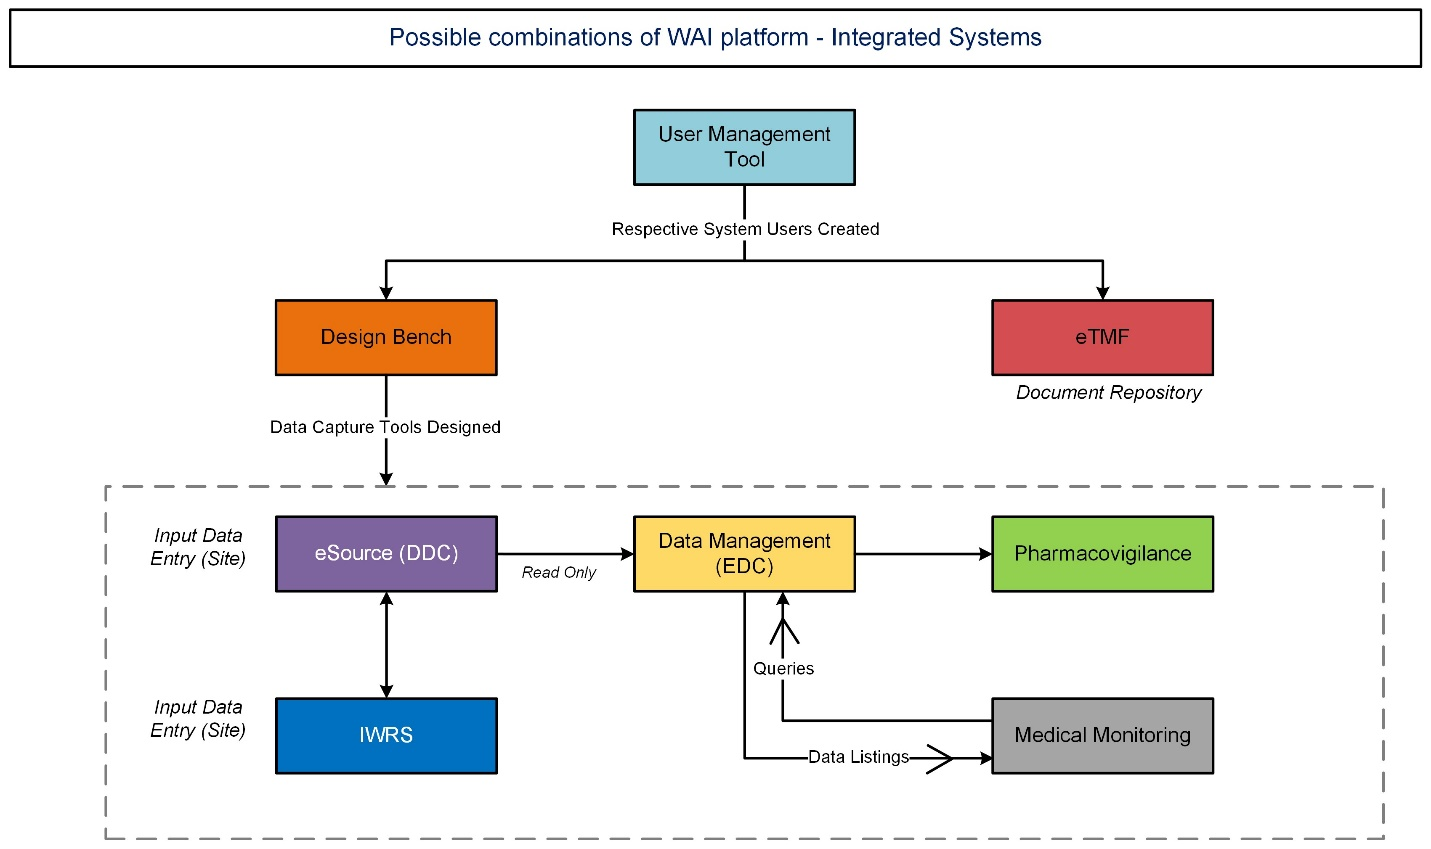 Possible combinations of WAI platform - Integrated Systems
User Management
Tool
Respective System Users Created
Design Bench
eTMF
Document Repository
Data Capture Tools Designed
Input Data
Entry (Site)
eSource (DDC)
Read Only
Data Management
(EDC)
Pharmacovigilance
Queries
Input Data
Entry (Site)
IWRS
Data Listings
Medical Monitoring